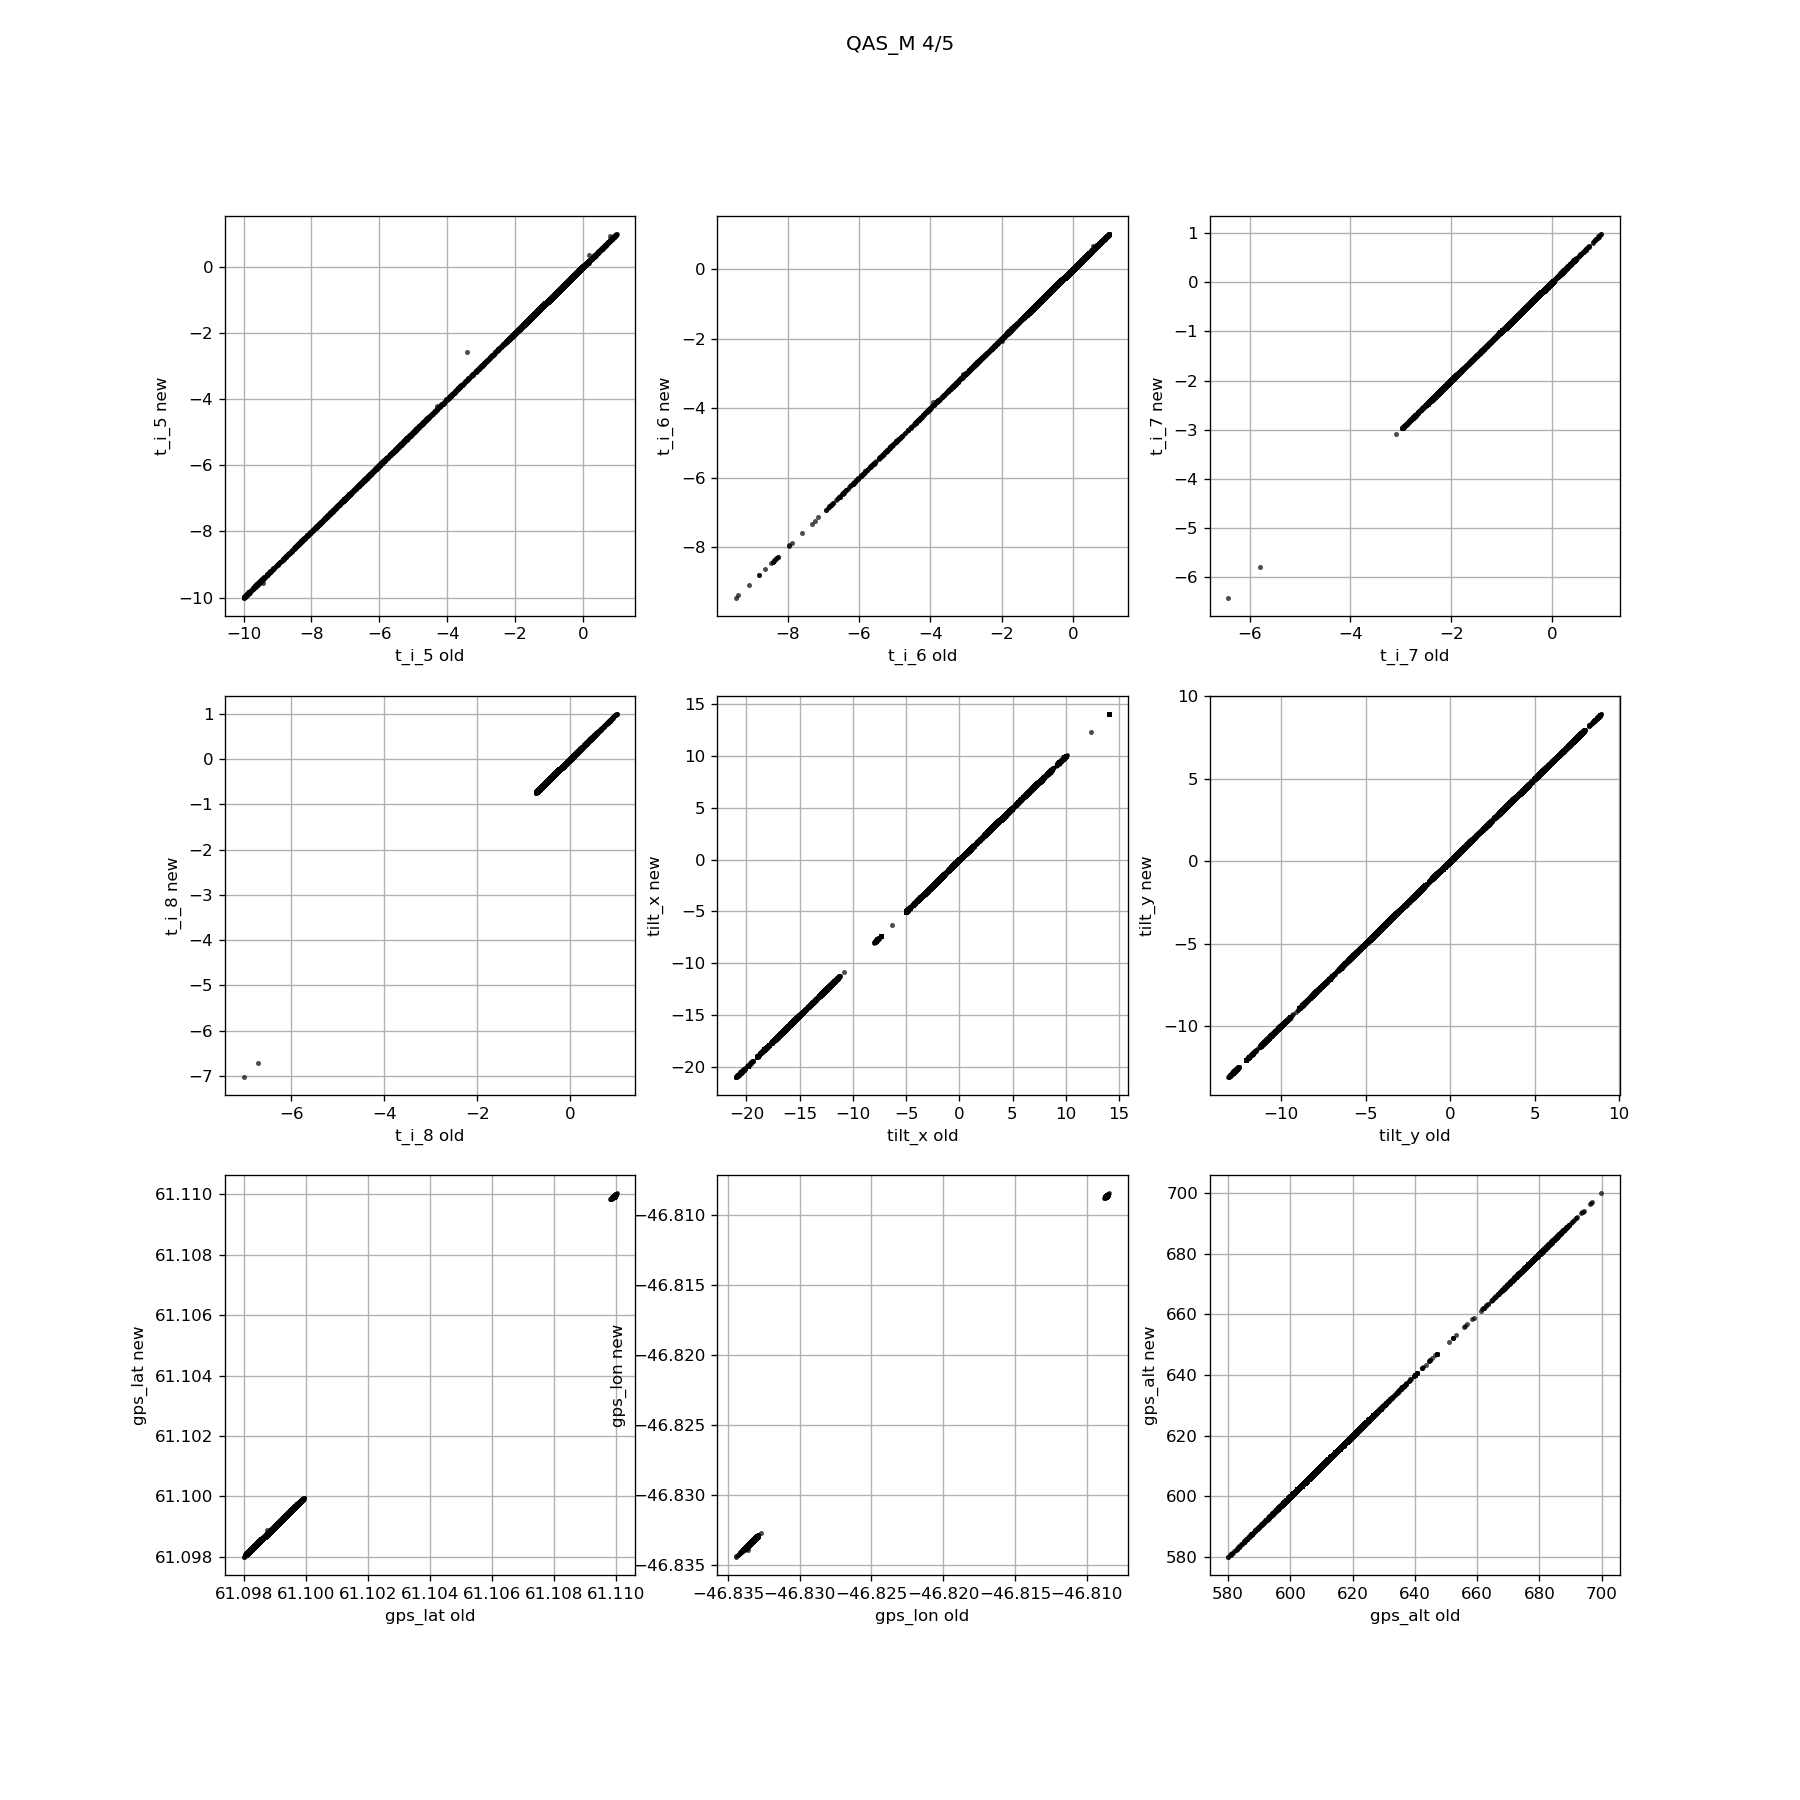 QAS_M 4/5
0
−2
−4
−6
−8
−10
t_i_5 new
−10 −8 −6 −4 −2 0
t_i_5 old
0
−2
−4
−6
−8
t_i_6 new
−8 −6 −4 −2 0
t_i_6 old
1
0
−1
−2
−3
−4
−5
−6
t_i_7 new
−6 −4 −2 0
t_i_7 old
1
0
−1
−2
−3
−4
−5
−6
−7
t_i_8 new
−6 −4 −2 0
t_i_8 old
15
10
5
0
−5
−10
−15
−20
tilt_x new
−20 −15 −10 −5 0 5 10 15
tilt_x old
10
5
0
−5
−10
tilt_y new
−10 −5 0 5 10
tilt_y old
61.110
61.108
61.106
61.104
61.102
61.100
61.098
gps_lat new
61.098 61.100 61.102 61.104 61.106 61.108 61.110
gps_lat old
−46.810
−46.815
−46.820
−46.825
−46.830
−46.835
gps_lon new
−46.835 −46.830 −46.825 −46.820 −46.815 −46.810
gps_lon old
700
680
660
640
620
600
580
gps_alt new
580 600 620 640 660 680 700
gps_alt old